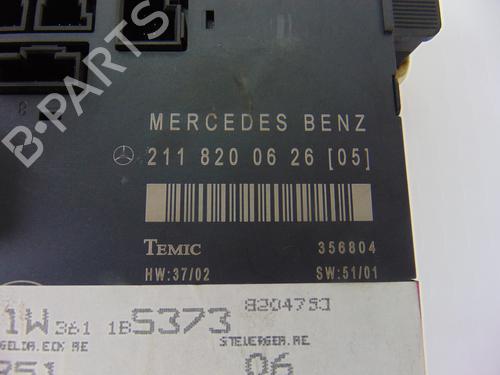 MERCEDES BENZ
211 820 06 26 [05]
TEMIC 356804
HW:37/02 SW:51/01
8204753
1W 361 1B S373
STEUERGER.RE
06